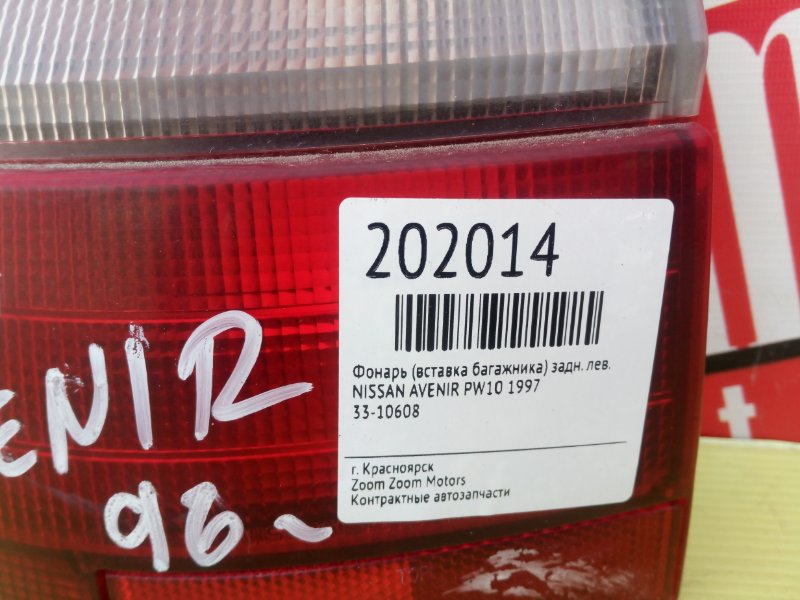 202014
Фонарь (вставка багажника) задн. лев.
NISSAN AVENIR PW10 1997
33-10608
г. Красноярск
Zoom Zoom Motors
Контрактные автозапчасти
ENIR
98~